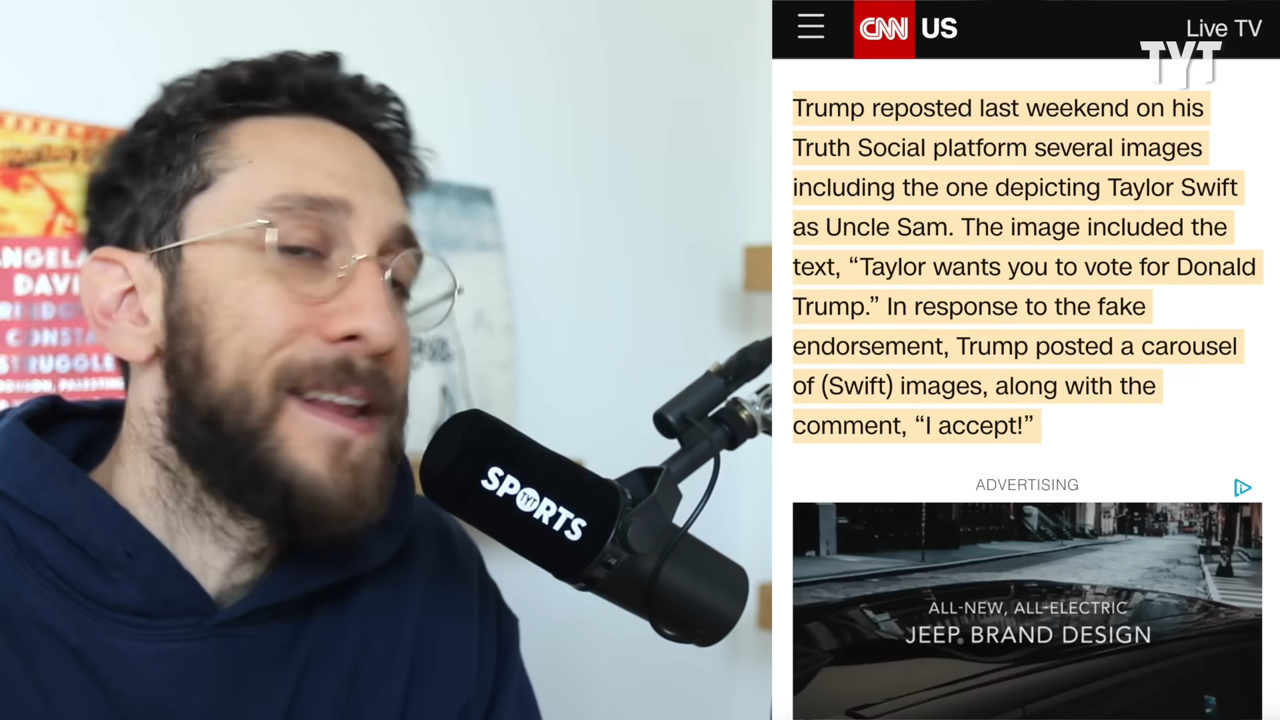 ANGELA
DAVI
CONSTA
STRUGGLE
SPORTS
TYT
CNN US
Live TV
TYT
Trump reposted last weekend on his
Truth Social platform several images
including the one depicting Taylor Swift
as Uncle Sam. The image included the
text, “Taylor wants you to vote for Donald
Trump.” In response to the fake
endorsement, Trump posted a carousel
of (Swift) images, along with the
comment, “I accept!”
ADVERTISING
ALL-NEW, ALL-ELECTRIC
JEEP® BRAND DESIGN